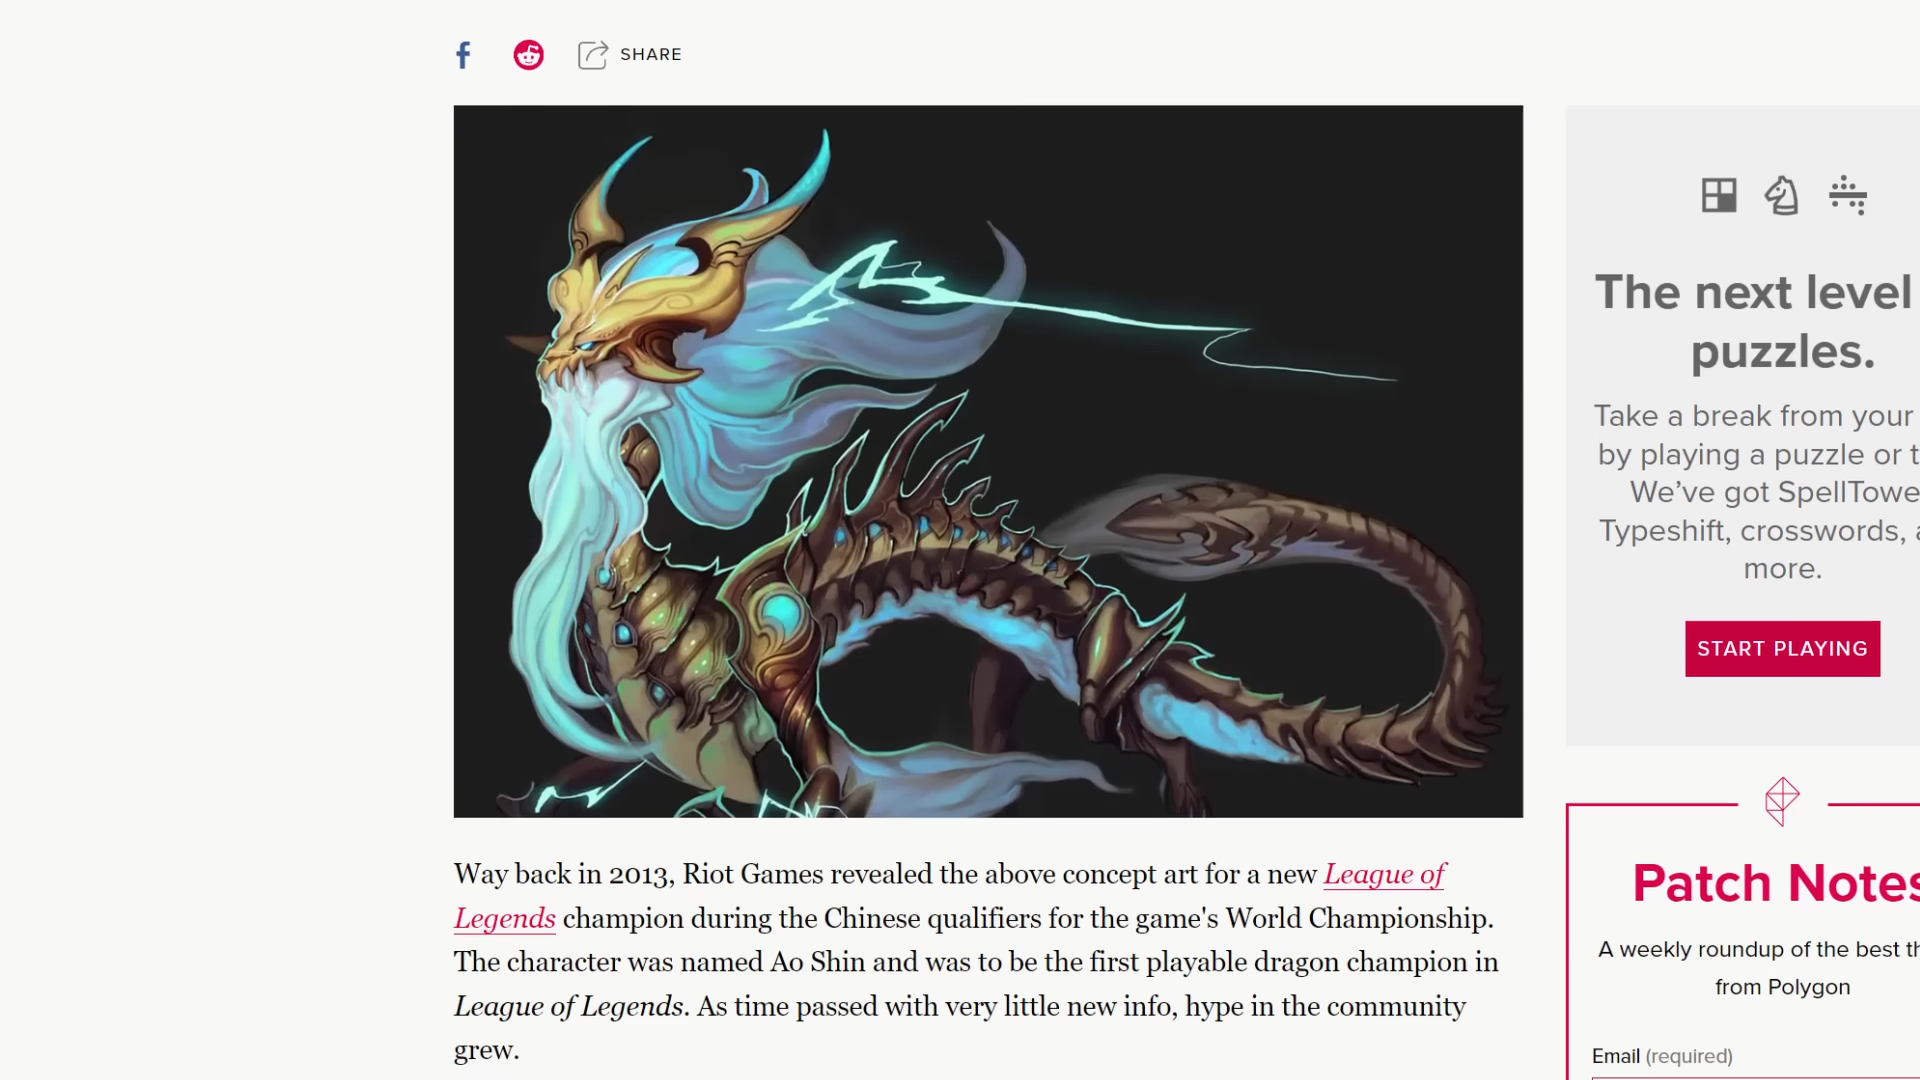 SHARE
Way back in 2013, Riot Games revealed the above concept art for a new League of
Legends champion during the Chinese qualifiers for the game's World Championship.
The character was named Ao Shin and was to be the first playable dragon champion in
League of Legends. As time passed with very little new info, hype in the community
grew.
The next level
puzzles.
Take a break from your
by playing a puzzle or
We’ve got
Typeshift, crosswords,
more.
START PLAYING
Patch Notes
A weekly roundup of the best
from Polygon
Email (required)